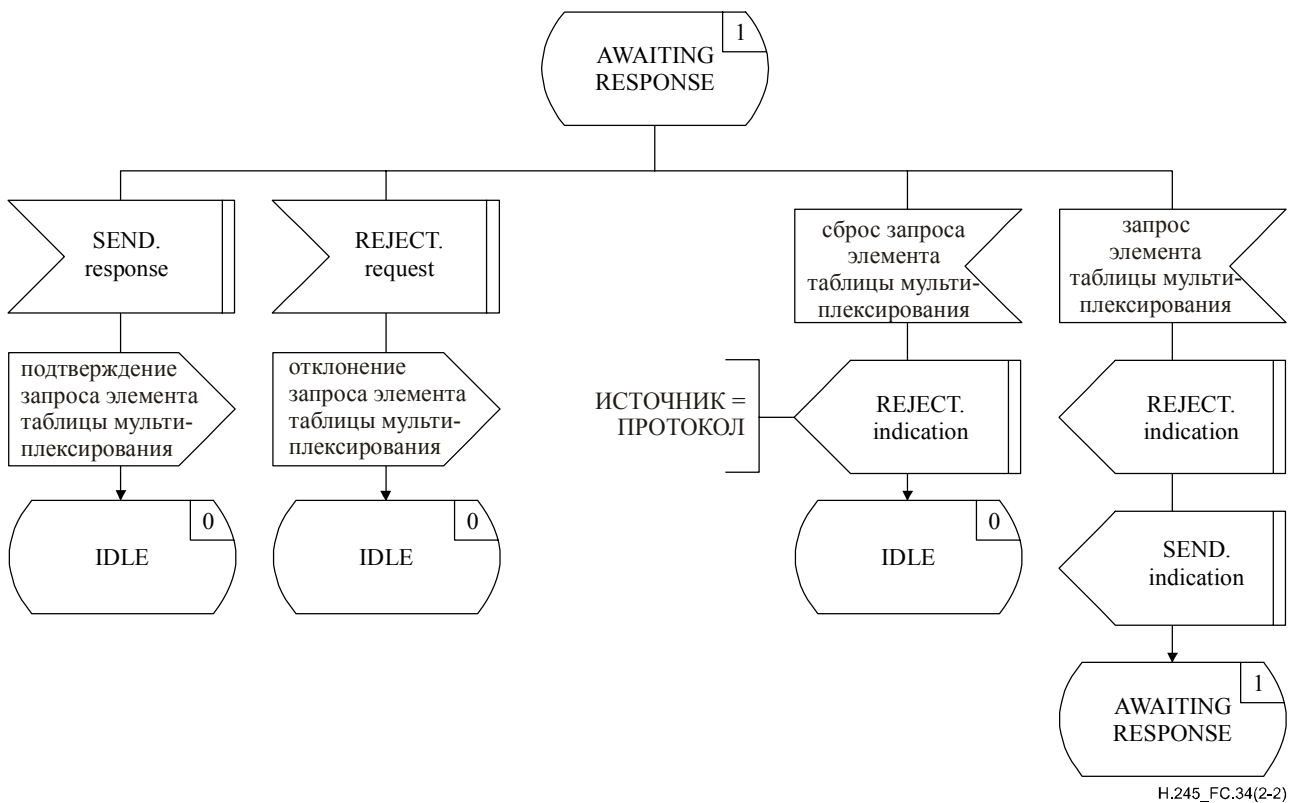 1
AWAITING
RESPONSE
SEND.
response
REJECT.
request
сброс запроса
элемента
таблицы мульти-
плексирования
запрос
элемента
таблицы мульти-
плексирования
подтверждение
запроса элемента
таблицы мульти-
плексирования
отклонение
запроса элемента
таблицы мульти-
плексирования
ИСТОЧНИК =
ПРОТОКОЛ
REJECT.
indication
REJECT.
indication
0
IDLE
0
IDLE
0
IDLE
SEND.
indication
1
AWAITING
RESPONSE
H.245_FC.34(2-2)